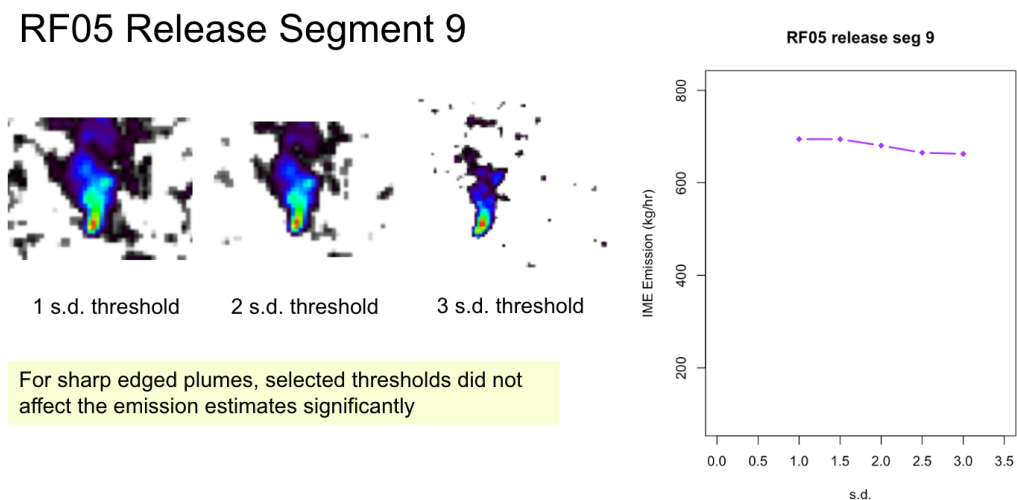 RF05 Release Segment 9
1 s.d. threshold
2 s.d. threshold
3 s.d. threshold
For sharp edged plumes, selected thresholds did not
affect the emission estimates significantly
RF05 release seg 9
IME Emission (kg/hr)
800
600
400
200
0.0 0.5 1.0 1.5 2.0 2.5 3.0 3.5
s.d.